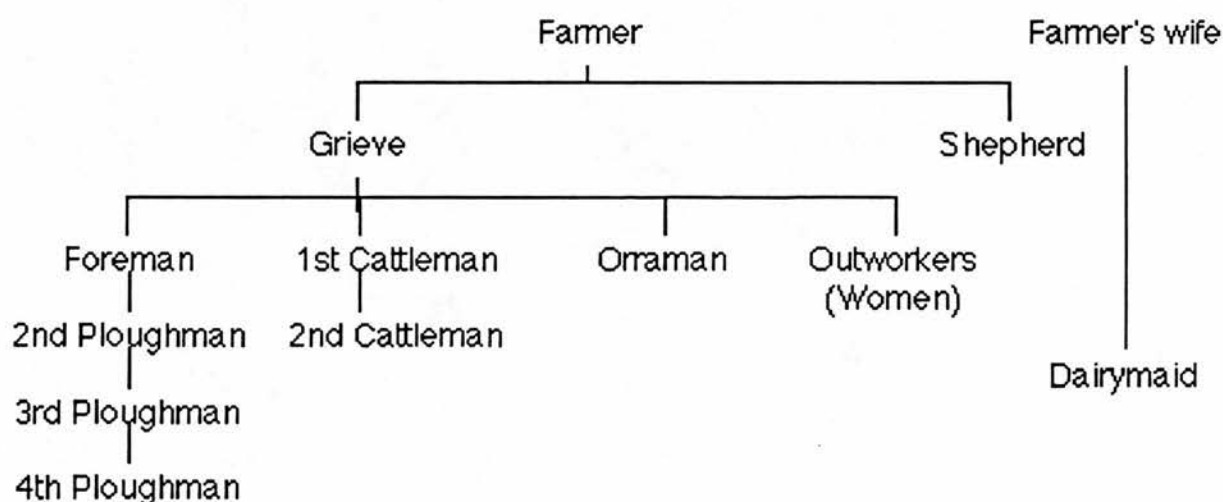 Farmer Farmer's wife
Grieve Shepherd
Foreman 1st Cattleman Orraman Outworkers
(Women)
2nd Ploughman 2nd Cattleman
Dairymaid
3rd Ploughman
4th Ploughman